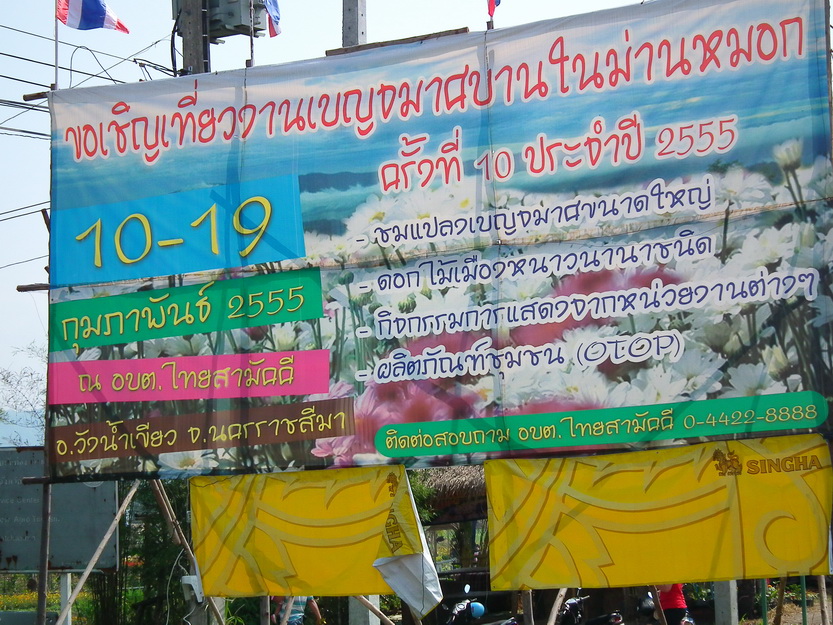 ขอเชิญเที่ยวงานเบญจมาศบานในม่านหมอก
ครั้งที่ 10 ประจำปี 2555
10-19
กุมภาพันธ์ 2555
ณ อบต.ไทยสามัคคี
อ.วังน้ำเขียว จ.นครราชสีมา
- ชมแปลงเบญจมาศขนาดใหญ่
- ดอกไม้เมืองหนาวนานาชนิด
- กิจกรรมการแสดงจากหน่วยงานต่างๆ
- ผลิตภัณฑ์ชุมชน (OTOP)
ติดต่อสอบถาม อบต.ไทยสามัคคี 0-4422-8888
SINGHA
SINGHA